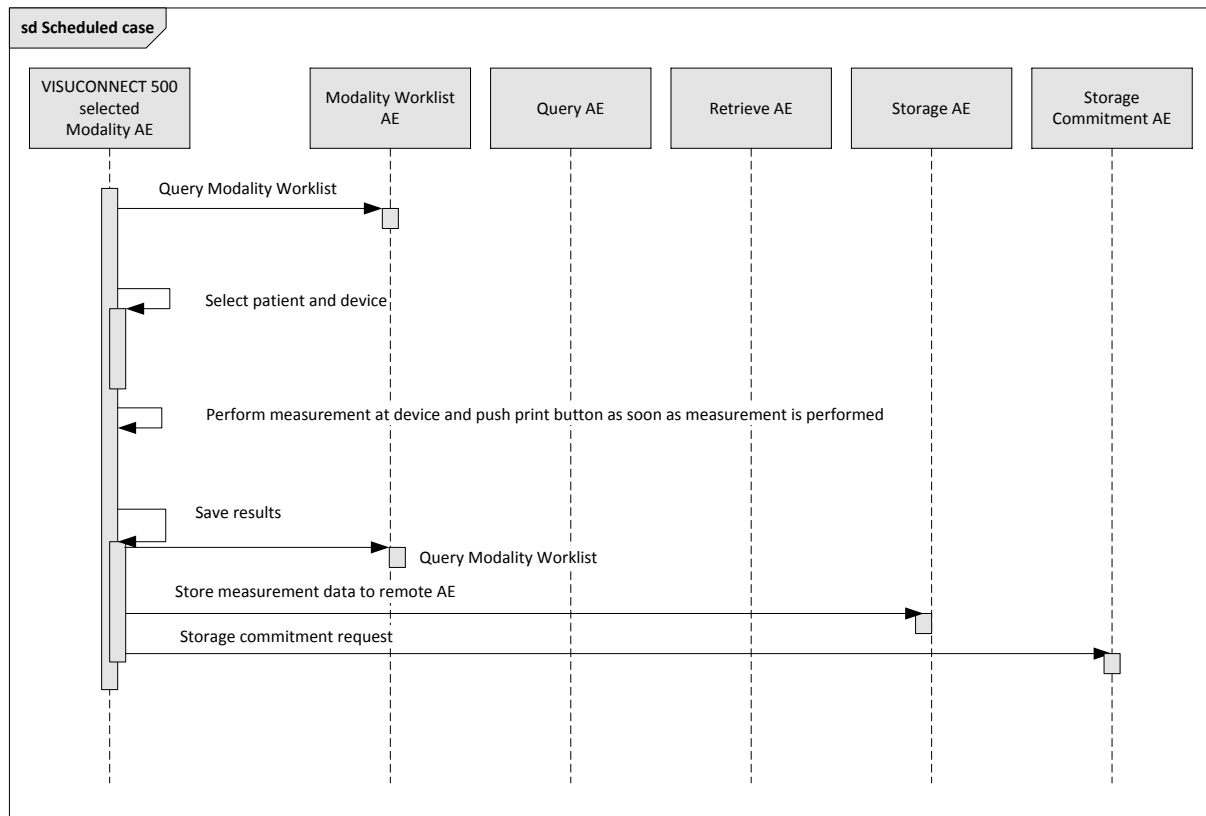 sd Scheduled case
VISUCONNECT 500
selected
Modality AE
Modality Worklist
AE
Query AE
Retrieve AE
Storage AE
Storage
Commitment AE
Query Modality Worklist
Select patient and device
Perform measurement at device and push print button as soon as measurement is performed
Save results
Query Modality Worklist
Store measurement data to remote AE
Storage commitment request